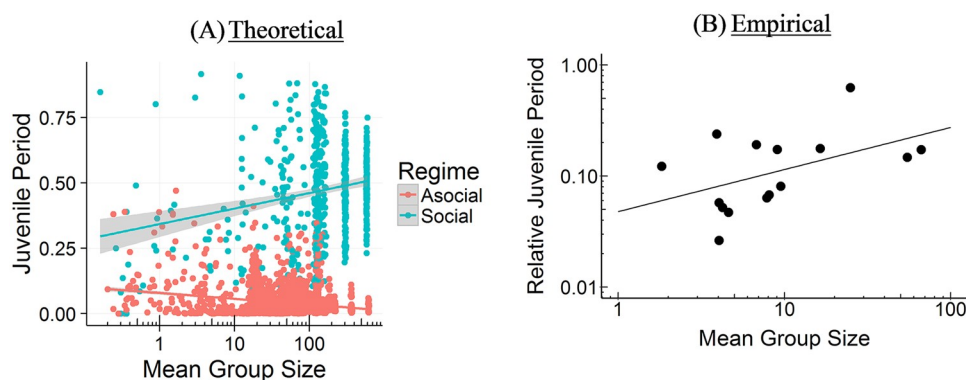 (A) Theoretical
Juvenile Period
0.75
0.50
0.25
0.00
1
10
100
Mean Group Size
Regime
Asocial
Social
(B) Empirical
Relative Juvenile Period
1.00
0.10
0.01
1
10
100
Mean Group Size